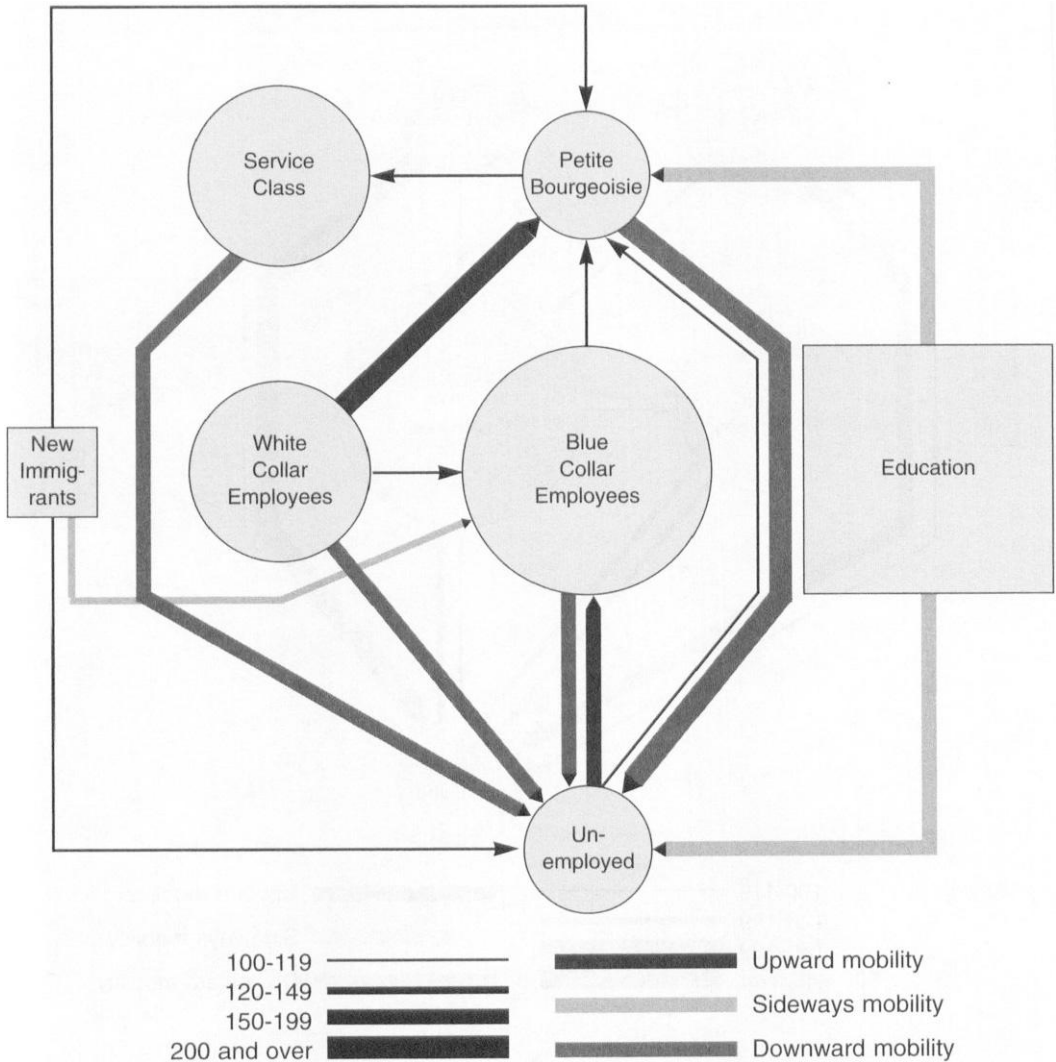 Service
Class
Petite
Bourgeoisie
New
Immig-
rants
White
Collar
Employees
Blue
Collar
Employees
Education
Un-
employed
100-119
120-149
150-199
200 and over
Upward mobility
Sideways mobility
Downward mobility